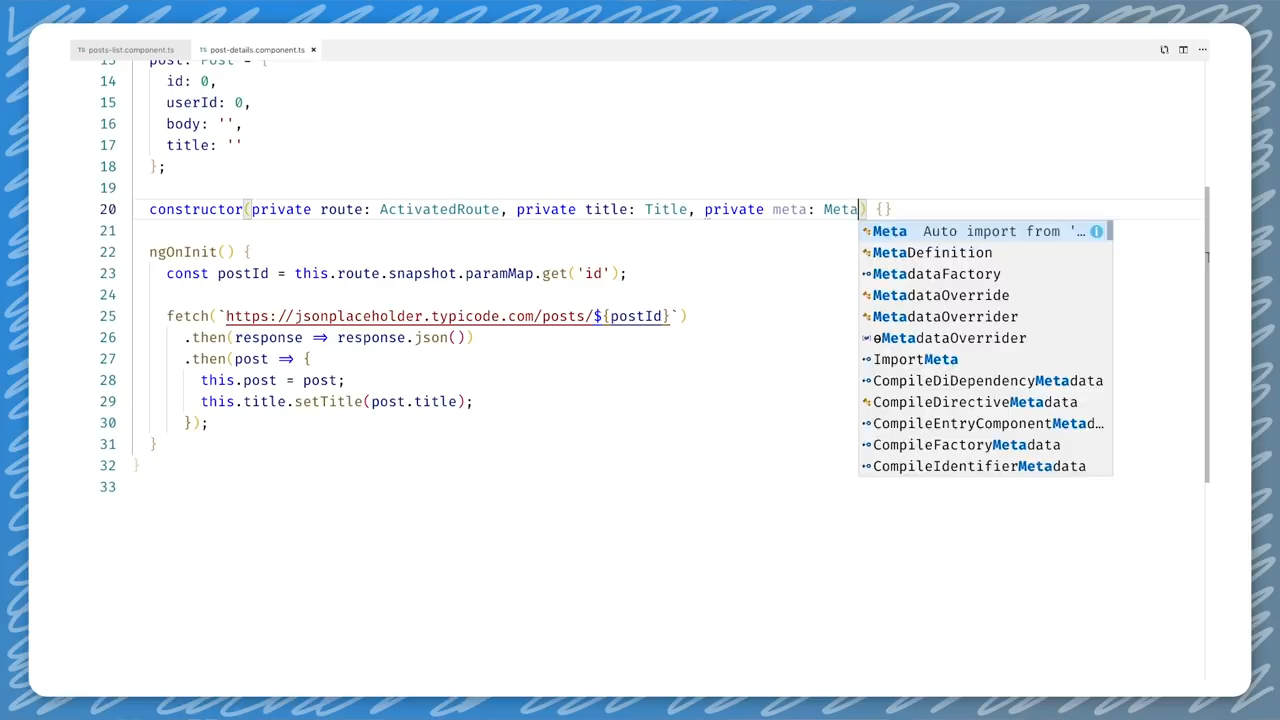 posts-list.component.ts post-details.component.ts ×
13 post: Post = {
14 id: 0,
15 userId: 0,
16 body: '',
17 title: ''
18 };
19
20 constructor(private route: ActivatedRoute, private title: Title, private meta: Meta) {}
21
22 ngOnInit() {
23 const postId = this.route.snapshot.paramMap.get('id');
24
25 fetch(`https://jsonplaceholder.typicode.com/posts/${postId}`)
26 .then(response => response.json())
27 .then(post => {
28 this.post = post;
29 this.title.setTitle(post.title);
30 });
31 }
32 }
33
Meta Auto import from '…
MetaDefinition
MetadataFactory
MetadataOverride
MetadataOverrider
ɵMetadataOverrider
ImportMeta
CompileDiDependencyMetadata
CompileDirectiveMetadata
CompileEntryComponentMetad…
CompileFactoryMetadata
CompileIdentifierMetadata